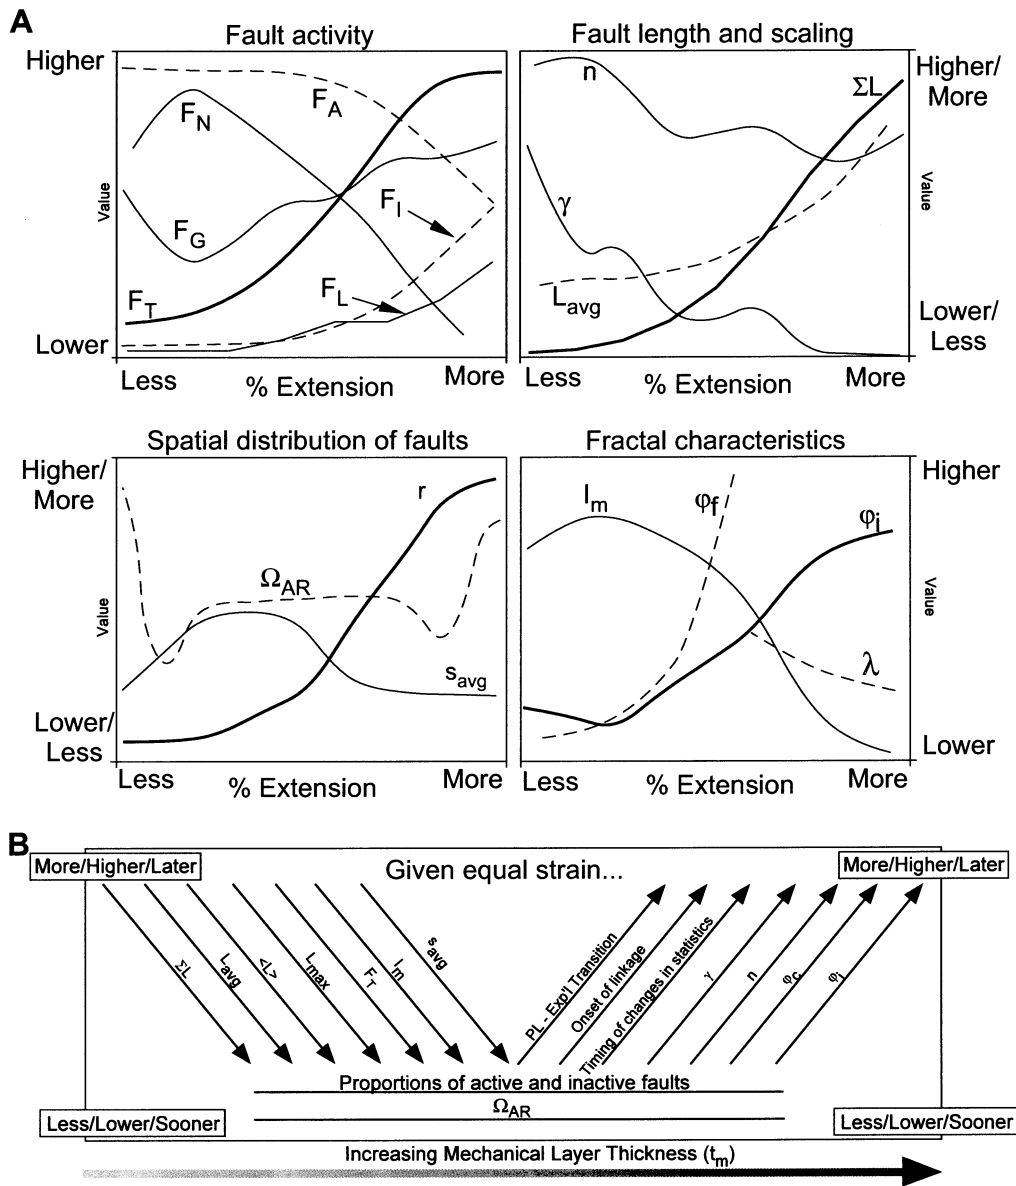 A
Fault activity
Fault length and scaling
Higher
Lower
Value
F_N
F_A
F_G
F_I
F_T
F_L
Less
% Extension
More
n
ΣL
γ
L_avg
Higher/
More
Value
Lower/
Less
Less
% Extension
More
Spatial distribution of faults
Fractal characteristics
Higher/
More
Value
Lower/
Less
r
Ω_AR
s_avg
Less
% Extension
More
I_m
φ_f
φ_i
λ
Higher
Value
Lower
Less
% Extension
More
B
More/Higher/Later
Given equal strain...
More/Higher/Later
ΣL
L_avg
<L>
L_max
F_T
I_m
s_avg
PL - Exp'l Transition
Onset of linkage
Timing of changes in statistics
γ
n
φ_c
φ_i
Proportions of active and inactive faults
Ω_AR
Less/Lower/Sooner
Less/Lower/Sooner
Increasing Mechanical Layer Thickness (t_m)